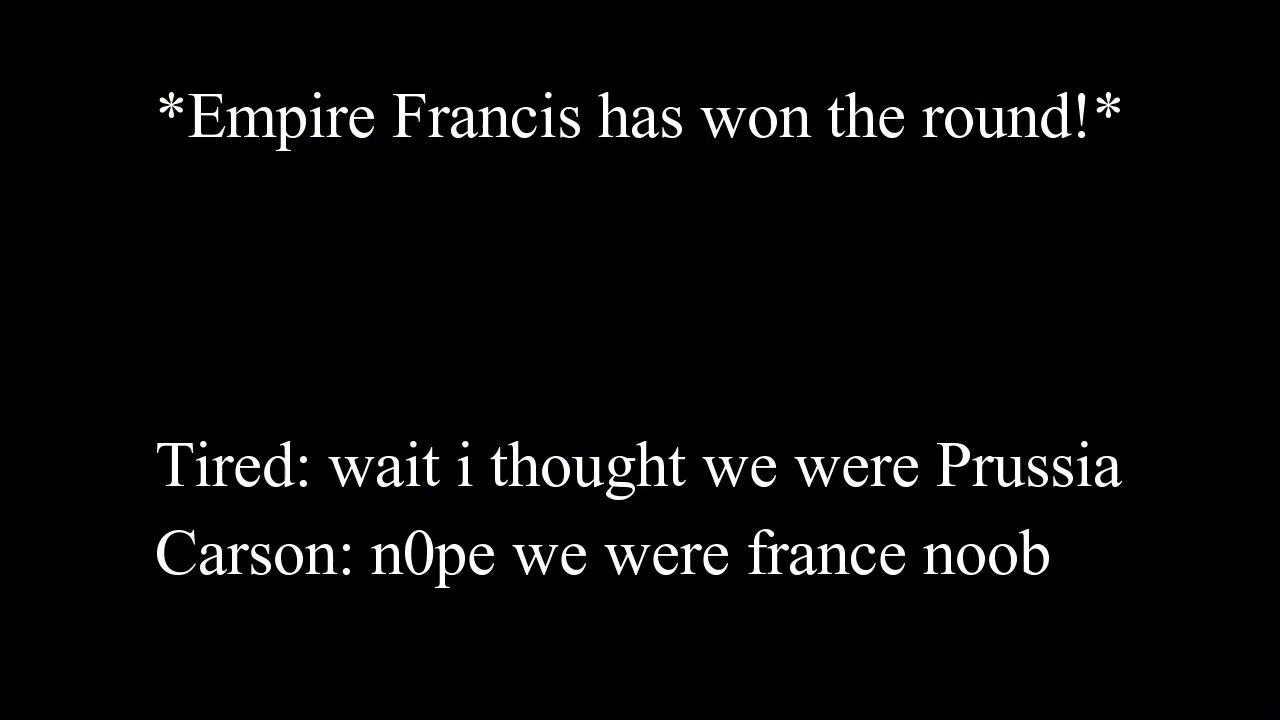 *Empire Francis has won the round!*
Tired: wait i thought we were Prussia
Carson: n0pe we were france noob